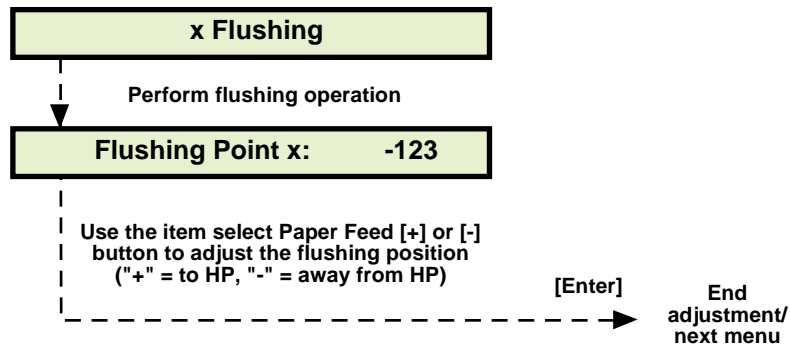 x Flushing
Perform flushing operation
Flushing Point x: -123
Use the item select Paper Feed [+] or [-]
button to adjust the flushing position
("+" = to HP, "-" = away from HP)
[Enter]
End
adjustment/
next menu